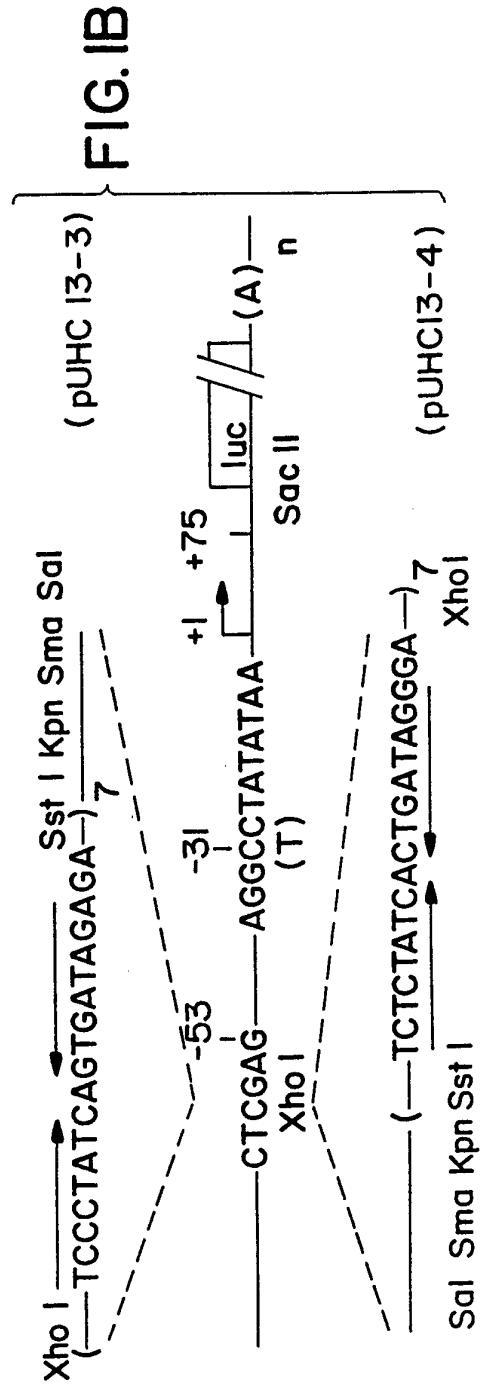 FIG. IB
Xho I Sst I Kpn Sma Sal
(—TCCCTATCAGTGATAGAGA—)7 (pUHC 13-3)
-53 -31 +1 +75
CTCGAG AGGCCTATATAA luc (A)n
Xho I (T) Sac II
(—TCTCTATCACTGATAGGGA—)7 (pUHC13-4)
Sal Sma Kpn Sst I Xho I